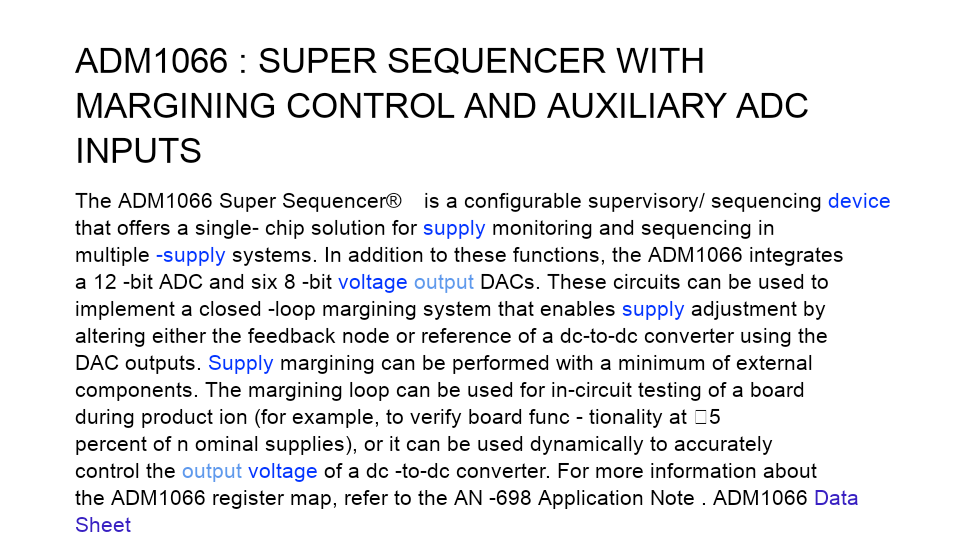 ADM1066 : SUPER SEQUENCER WITH
MARGINING CONTROL AND AUXILIARY ADC
INPUTS
The ADM1066 Super Sequencer® is a configurable supervisory/ sequencing device
that offers a single- chip solution for supply monitoring and sequencing in
multiple -supply systems. In addition to these functions, the ADM1066 integrates
a 12 -bit ADC and six 8 -bit voltage output DACs. These circuits can be used to
implement a closed -loop margining system that enables supply adjustment by
altering either the feedback node or reference of a dc-to-dc converter using the
DAC outputs. Supply margining can be performed with a minimum of external
components. The margining loop can be used for in-circuit testing of a board
during product ion (for example, to verify board func - tionality at □5
percent of n ominal supplies), or it can be used dynamically to accurately
control the output voltage of a dc -to-dc converter. For more information about
the ADM1066 register map, refer to the AN -698 Application Note . ADM1066 Data
Sheet